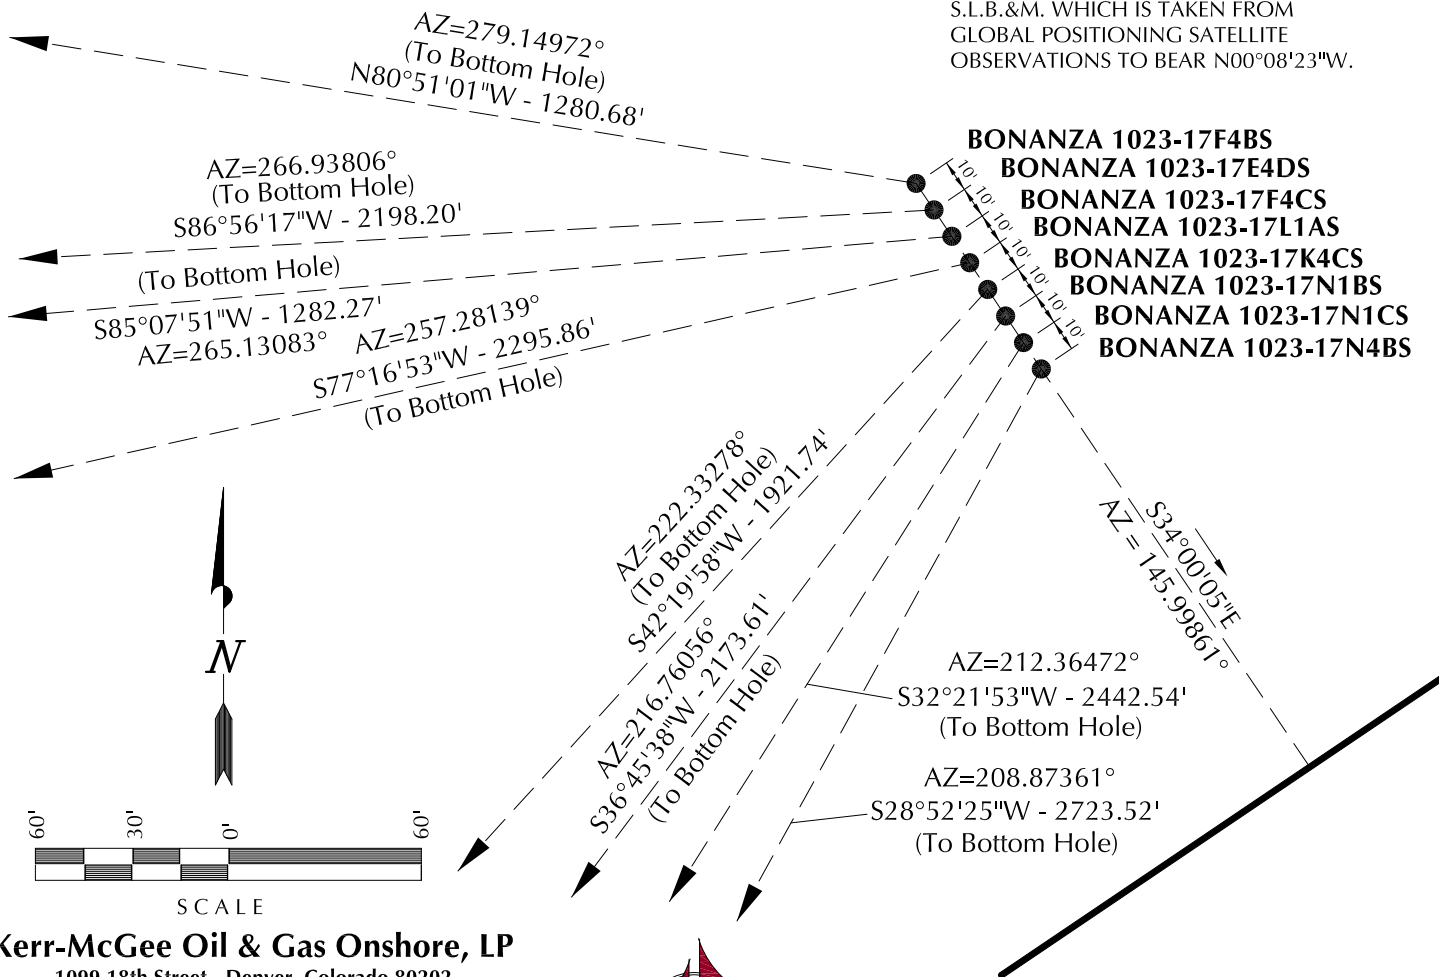 S.L.B.&M. WHICH IS TAKEN FROM
GLOBAL POSITIONING SATELLITE
OBSERVATIONS TO BEAR N00°08'23"W.
AZ=279.14972°
(To Bottom Hole)
N80°51'01"W - 1280.68'
AZ=266.93806°
(To Bottom Hole)
S86°56'17"W - 2198.20'
(To Bottom Hole)
S85°07'51"W - 1282.27'
AZ=265.13083°
AZ=257.28139°
S77°16'53"W - 2295.86'
(To Bottom Hole)
BONANZA 1023-17F4BS
BONANZA 1023-17E4DS
BONANZA 1023-17F4CS
BONANZA 1023-17L1AS
BONANZA 1023-17K4CS
BONANZA 1023-17N1BS
BONANZA 1023-17N1CS
BONANZA 1023-17N4BS
10'
10'
10'
10'
10'
10'
10'
AZ=222.33278°
(To Bottom Hole)
S42°19'58"W - 1921.74'
AZ=216.76056°
S36°45'38"W - 2173.61'
(To Bottom Hole)
S34°00'05"E
AZ = 145.99861°
AZ=212.36472°
S32°21'53"W - 2442.54'
(To Bottom Hole)
AZ=208.87361°
S28°52'25"W - 2723.52'
(To Bottom Hole)
N
60'
30'
0'
60'
SCALE
Kerr-McGee Oil & Gas Onshore, LP
1099 18th Street - Denver, Colorado 80202